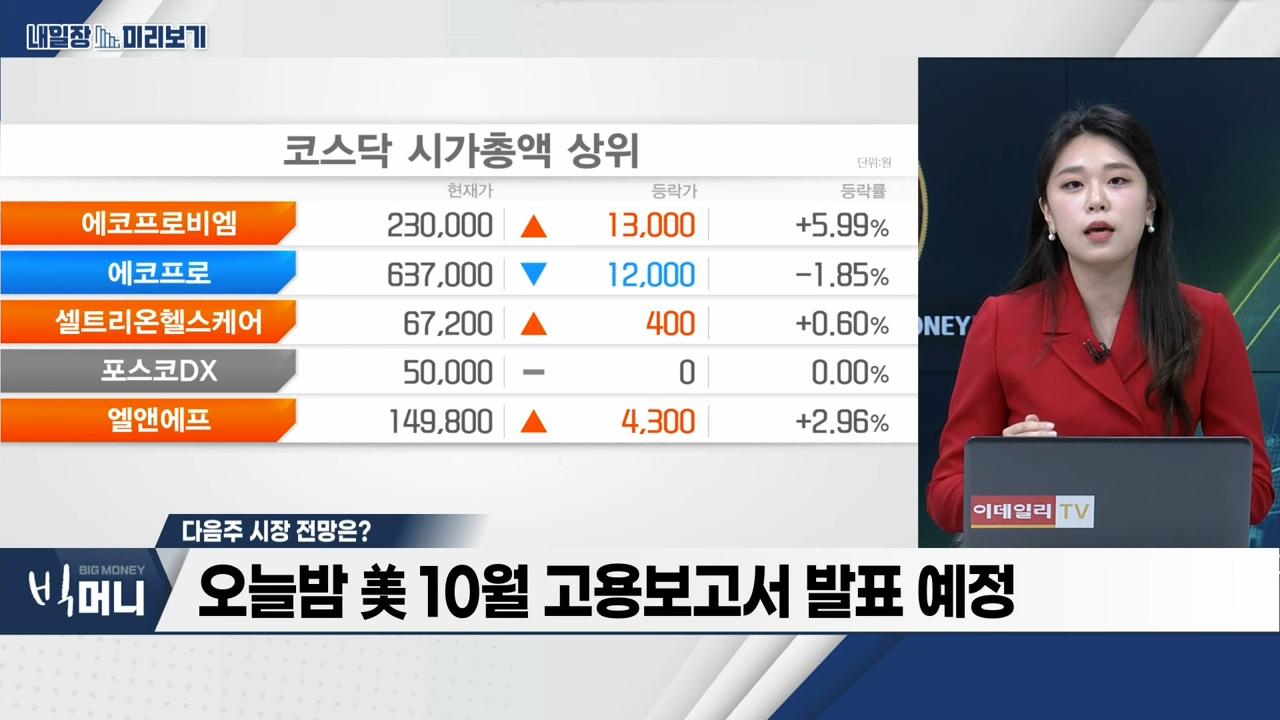 내일장 미리보기
코스닥 시가총액 상위
단위:원
현재가 등락가 등락률
에코프로비엠 230,000 ▲ 13,000 +5.99%
에코프로 637,000 ▼ 12,000 -1.85%
셀트리온헬스케어 67,200 ▲ 400 +0.60%
포스코DX 50,000 － 0 0.00%
엘앤에프 149,800 ▲ 4,300 +2.96%
ONEY
이데일리 TV
다음주 시장 전망은?
BIG MONEY
빅머니
오늘밤 美 10월 고용보고서 발표 예정